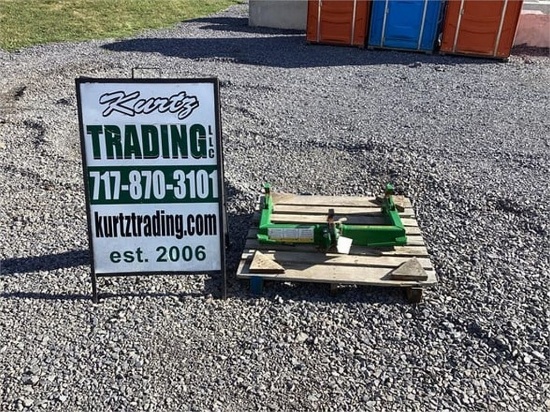 Kurtz
TRADING LLC
717-870-3101
kurtztrading.com
est. 2006